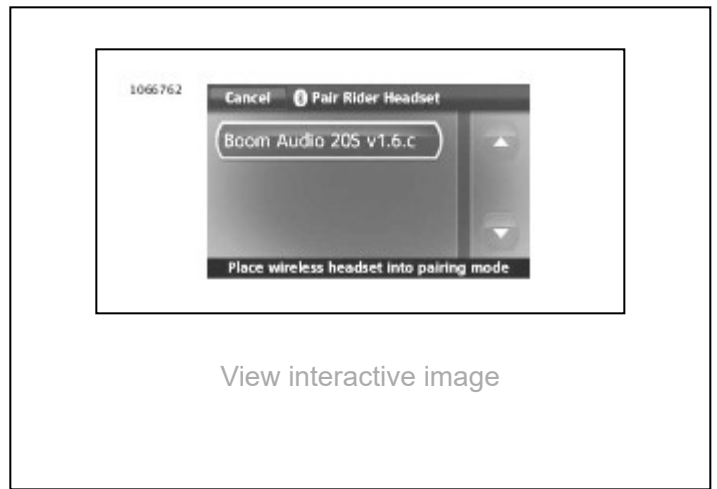 1066762
Cancel Pair Rider Headset
Boom Audio 20S v1.6.c
Place wireless headset into pairing mode
View interactive image